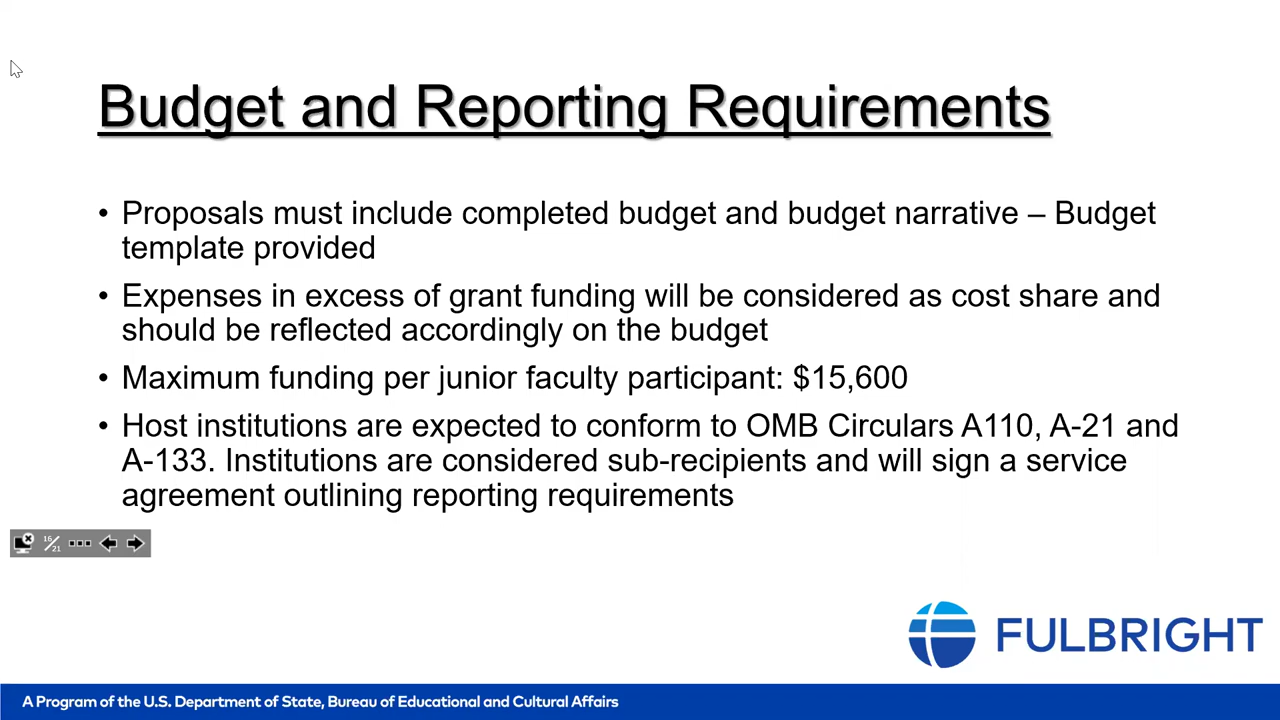 Budget and Reporting Requirements
• Proposals must include completed budget and budget narrative – Budget
template provided
• Expenses in excess of grant funding will be considered as cost share and
should be reflected accordingly on the budget
• Maximum funding per junior faculty participant: $15,600
• Host institutions are expected to conform to OMB Circulars A110, A-21 and
A-133. Institutions are considered sub-recipients and will sign a service
agreement outlining reporting requirements
16/21
FULBRIGHT
A Program of the U.S. Department of State, Bureau of Educational and Cultural Affairs